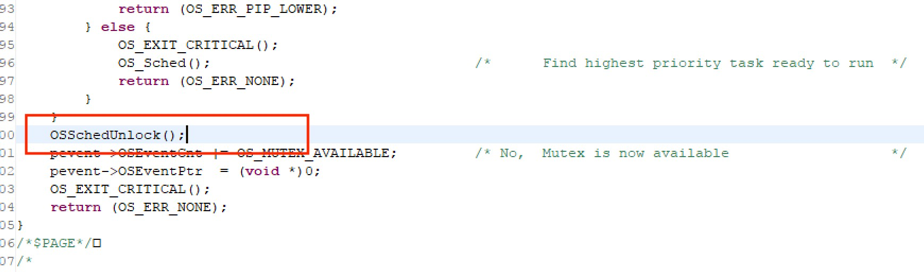 93 return (OS_ERR_PIP_LOWER);
94 } else {
95 OS_EXIT_CRITICAL();
96 OS_Sched(); /* Find highest priority task ready to run */
97 return (OS_ERR_NONE);
98 }
99 }
00 OSSchedUnlock();
01 pevent->OSEventCnt |= OS_MUTEX_AVAILABLE; /* No, Mutex is now available */
02 pevent->OSEventPtr = (void *)0;
03 OS_EXIT_CRITICAL();
04 return (OS_ERR_NONE);
05 }
06 /*$PAGE*/
07 /*